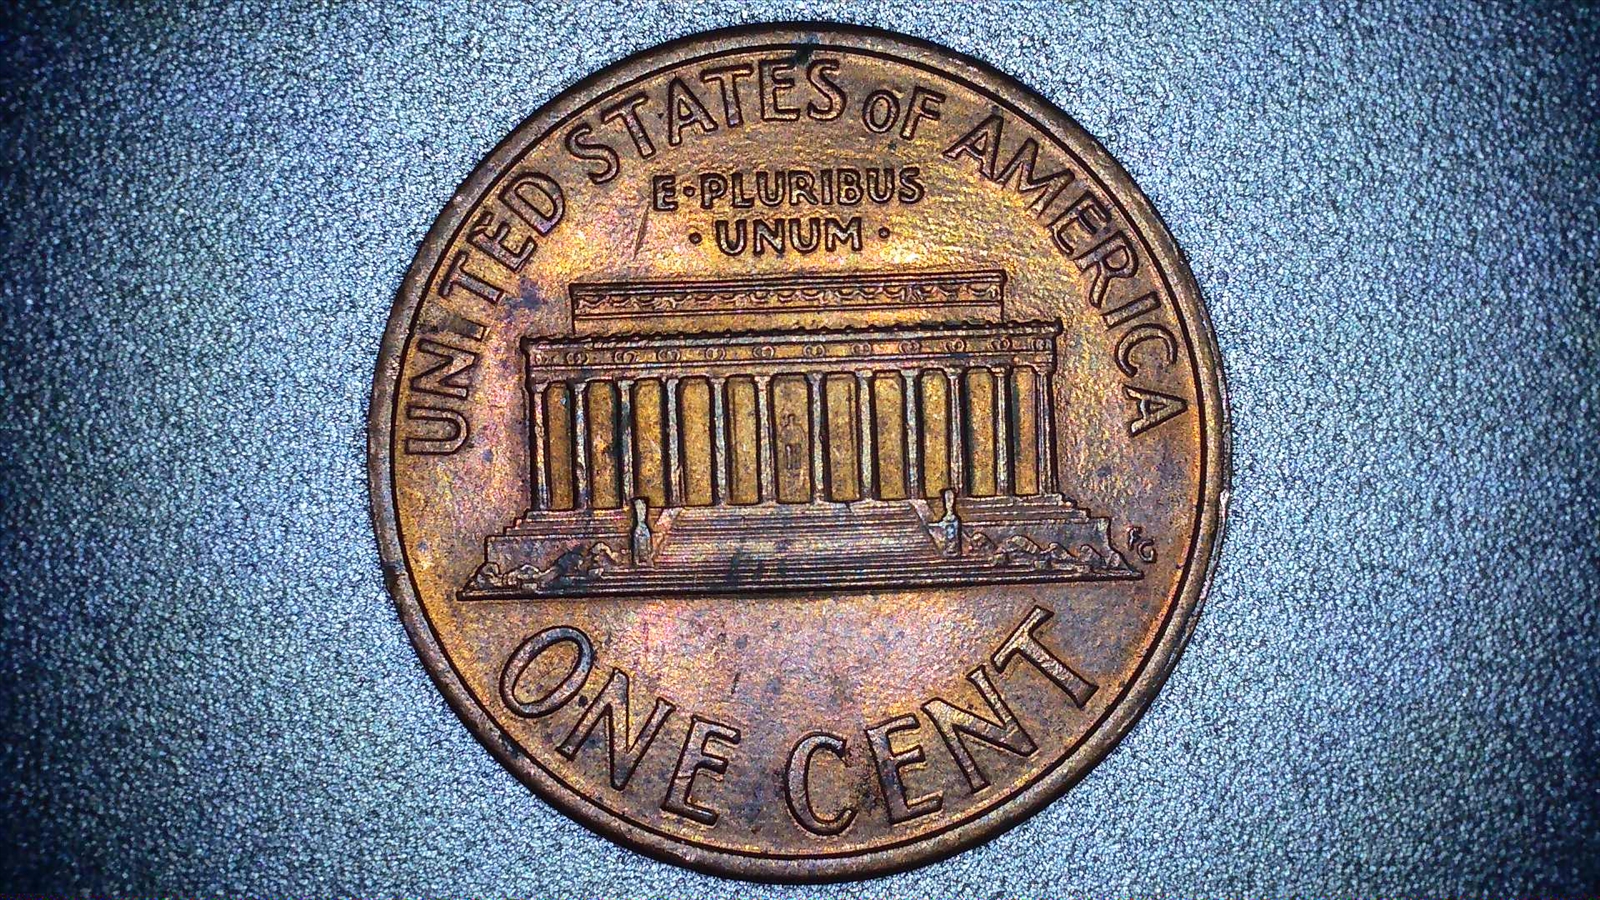 UNITED STATES OF AMERICA
E·PLURIBUS
·UNUM·
FG
ONE CENT